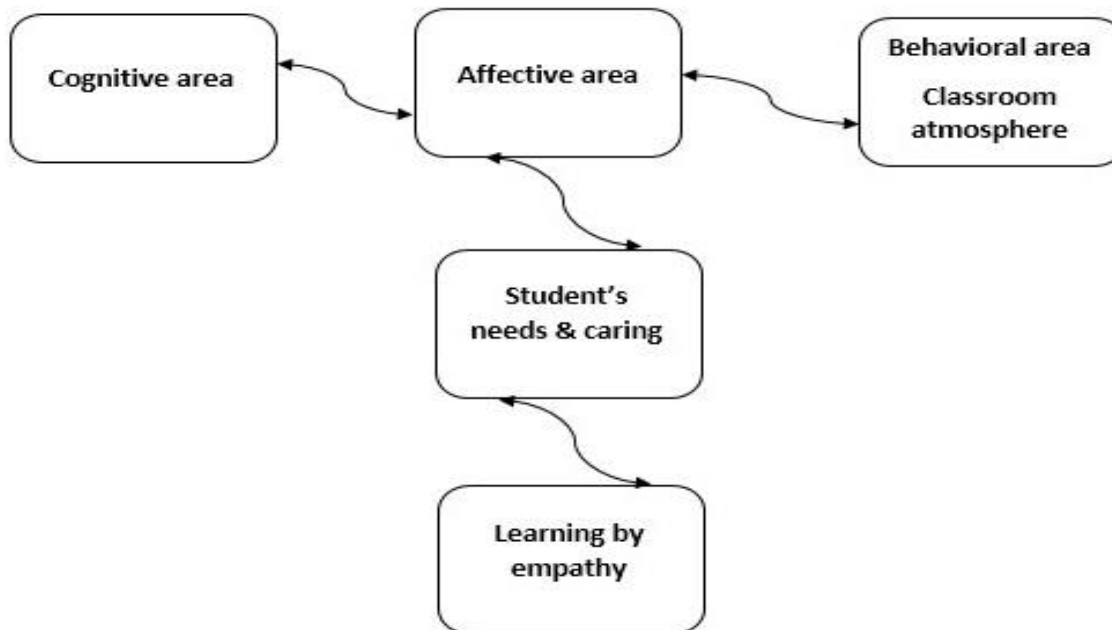 Cognitive area
Affective area
Behavioral area
Classroom
atmosphere
Student’s
needs & caring
Learning by
empathy